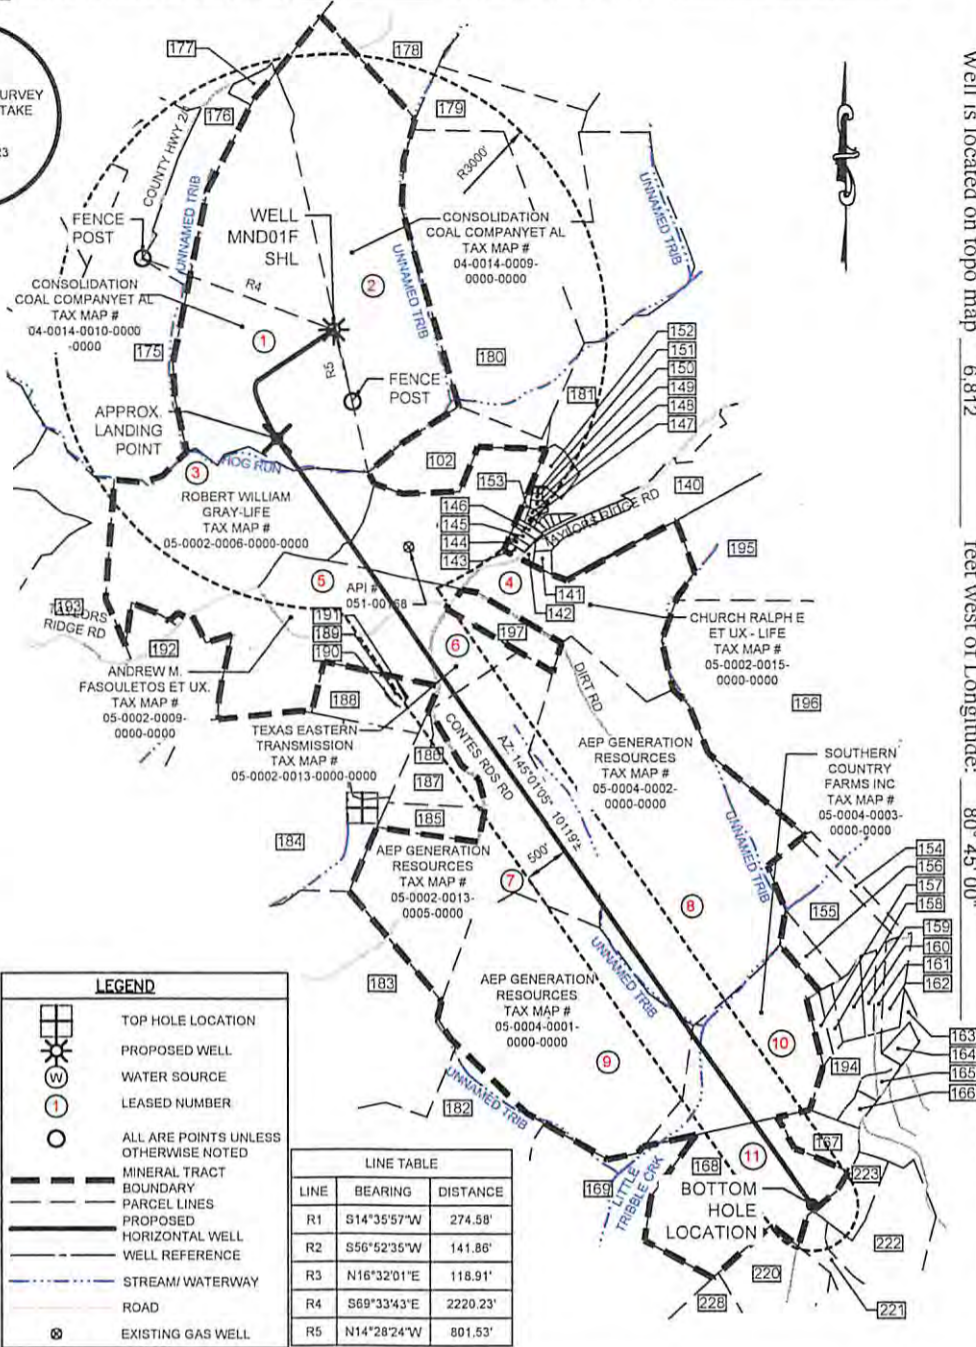 URVEY
TAKE
23
177
178
176
179
COUNTY HWY 2/
R3000'
UNNAMED TRIB
WELL
MND01F
SHL
FENCE
POST
CONSOLIDATION
COAL COMPANYET AL
TAX MAP #
04-0014-0009-
0000-0000
UNNAMED TRIB
UNNAMED TRIB
CONSOLIDATION
COAL COMPANYET AL
TAX MAP #
04-0014-0010-0000
-0000
R4
2
1
175
180
R5
FENCE
POST
181
152
151
150
149
148
147
APPROX.
LANDING
POINT
HOG RUN
3
102
153
140
ROBERT WILLIAM
GRAY-LIFE
TAX MAP #
05-0002-0006-0000-0000
146
145
144
143
TAYLORS RIDGE RD
195
5
API #
051-00168
4
141
142
193
RIDGE RD
192
191
189
190
188
6
197
CHURCH RALPH E
ET UX - LIFE
TAX MAP #
05-0002-0015-
0000-0000
ANDREW M.
FASOULETOS ET UX.
TAX MAP #
05-0002-0009-
0000-0000
DIRT RD
196
TEXAS EASTERN
TRANSMISSION
TAX MAP #
05-0002-0013-0000-0000
CONTES RDS RD
AZ: 145°01'05" 10119'±
AEP GENERATION
RESOURCES
TAX MAP #
05-0004-0002-
0000-0000
SOUTHERN
COUNTRY
FARMS INC
TAX MAP #
05-0004-0003-
0000-0000
186
187
185
184
AEP GENERATION
RESOURCES
TAX MAP #
05-0002-0013-
0005-0000
500'
7
8
UNNAMED TRIB
154
156
157
158
155
159
160
161
162
UNNAMED TRIB
183
AEP GENERATION
RESOURCES
TAX MAP #
05-0004-0001-
0000-0000
9
10
163
164
165
166
194
182
UNNAMED TRIB
169
LITTLE
TRIBBLE CRK
168
11
167
223
BOTTOM
HOLE
LOCATION
222
220
228
221
LEGEND
TOP HOLE LOCATION
PROPOSED WELL
W WATER SOURCE
1 LEASED NUMBER
ALL ARE POINTS UNLESS
OTHERWISE NOTED
MINERAL TRACT
BOUNDARY
PARCEL LINES
PROPOSED
HORIZONTAL WELL
WELL REFERENCE
STREAM/ WATERWAY
ROAD
EXISTING GAS WELL
LINE TABLE
LINE BEARING DISTANCE
R1 S14°35'57"W 274.58'
R2 S56°52'35"W 141.86'
R3 N16°32'01"E 118.91'
R4 S69°33'43"E 2220.23'
R5 N14°28'24"W 801.53'
Well is located on topo map 6,812 feet West of Longitude: 80° 45' 00"